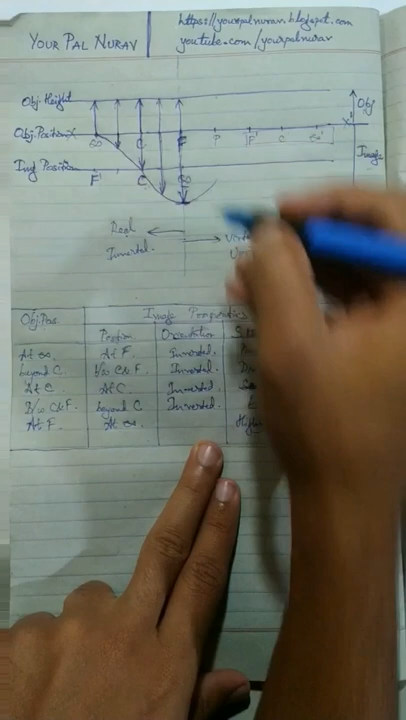 YOUR PAL NURAV
https://yourpalnurav.blogspot.com
youtube.com/yourpalnurav
Obj Height
Obj
Obj. Position X
∞ C F P F' C ∞'
X'
Img Position
F' C ∞
Image
Real
Inverted.
Obj. Pos.
Image Properties
Position Orientation
At ∞. At F. Inverted.
beyond C. b/w C & F. Inverted.
At C. At C. Inverted.
B/w C & F. beyond C Inverted.
At F. At ∞.